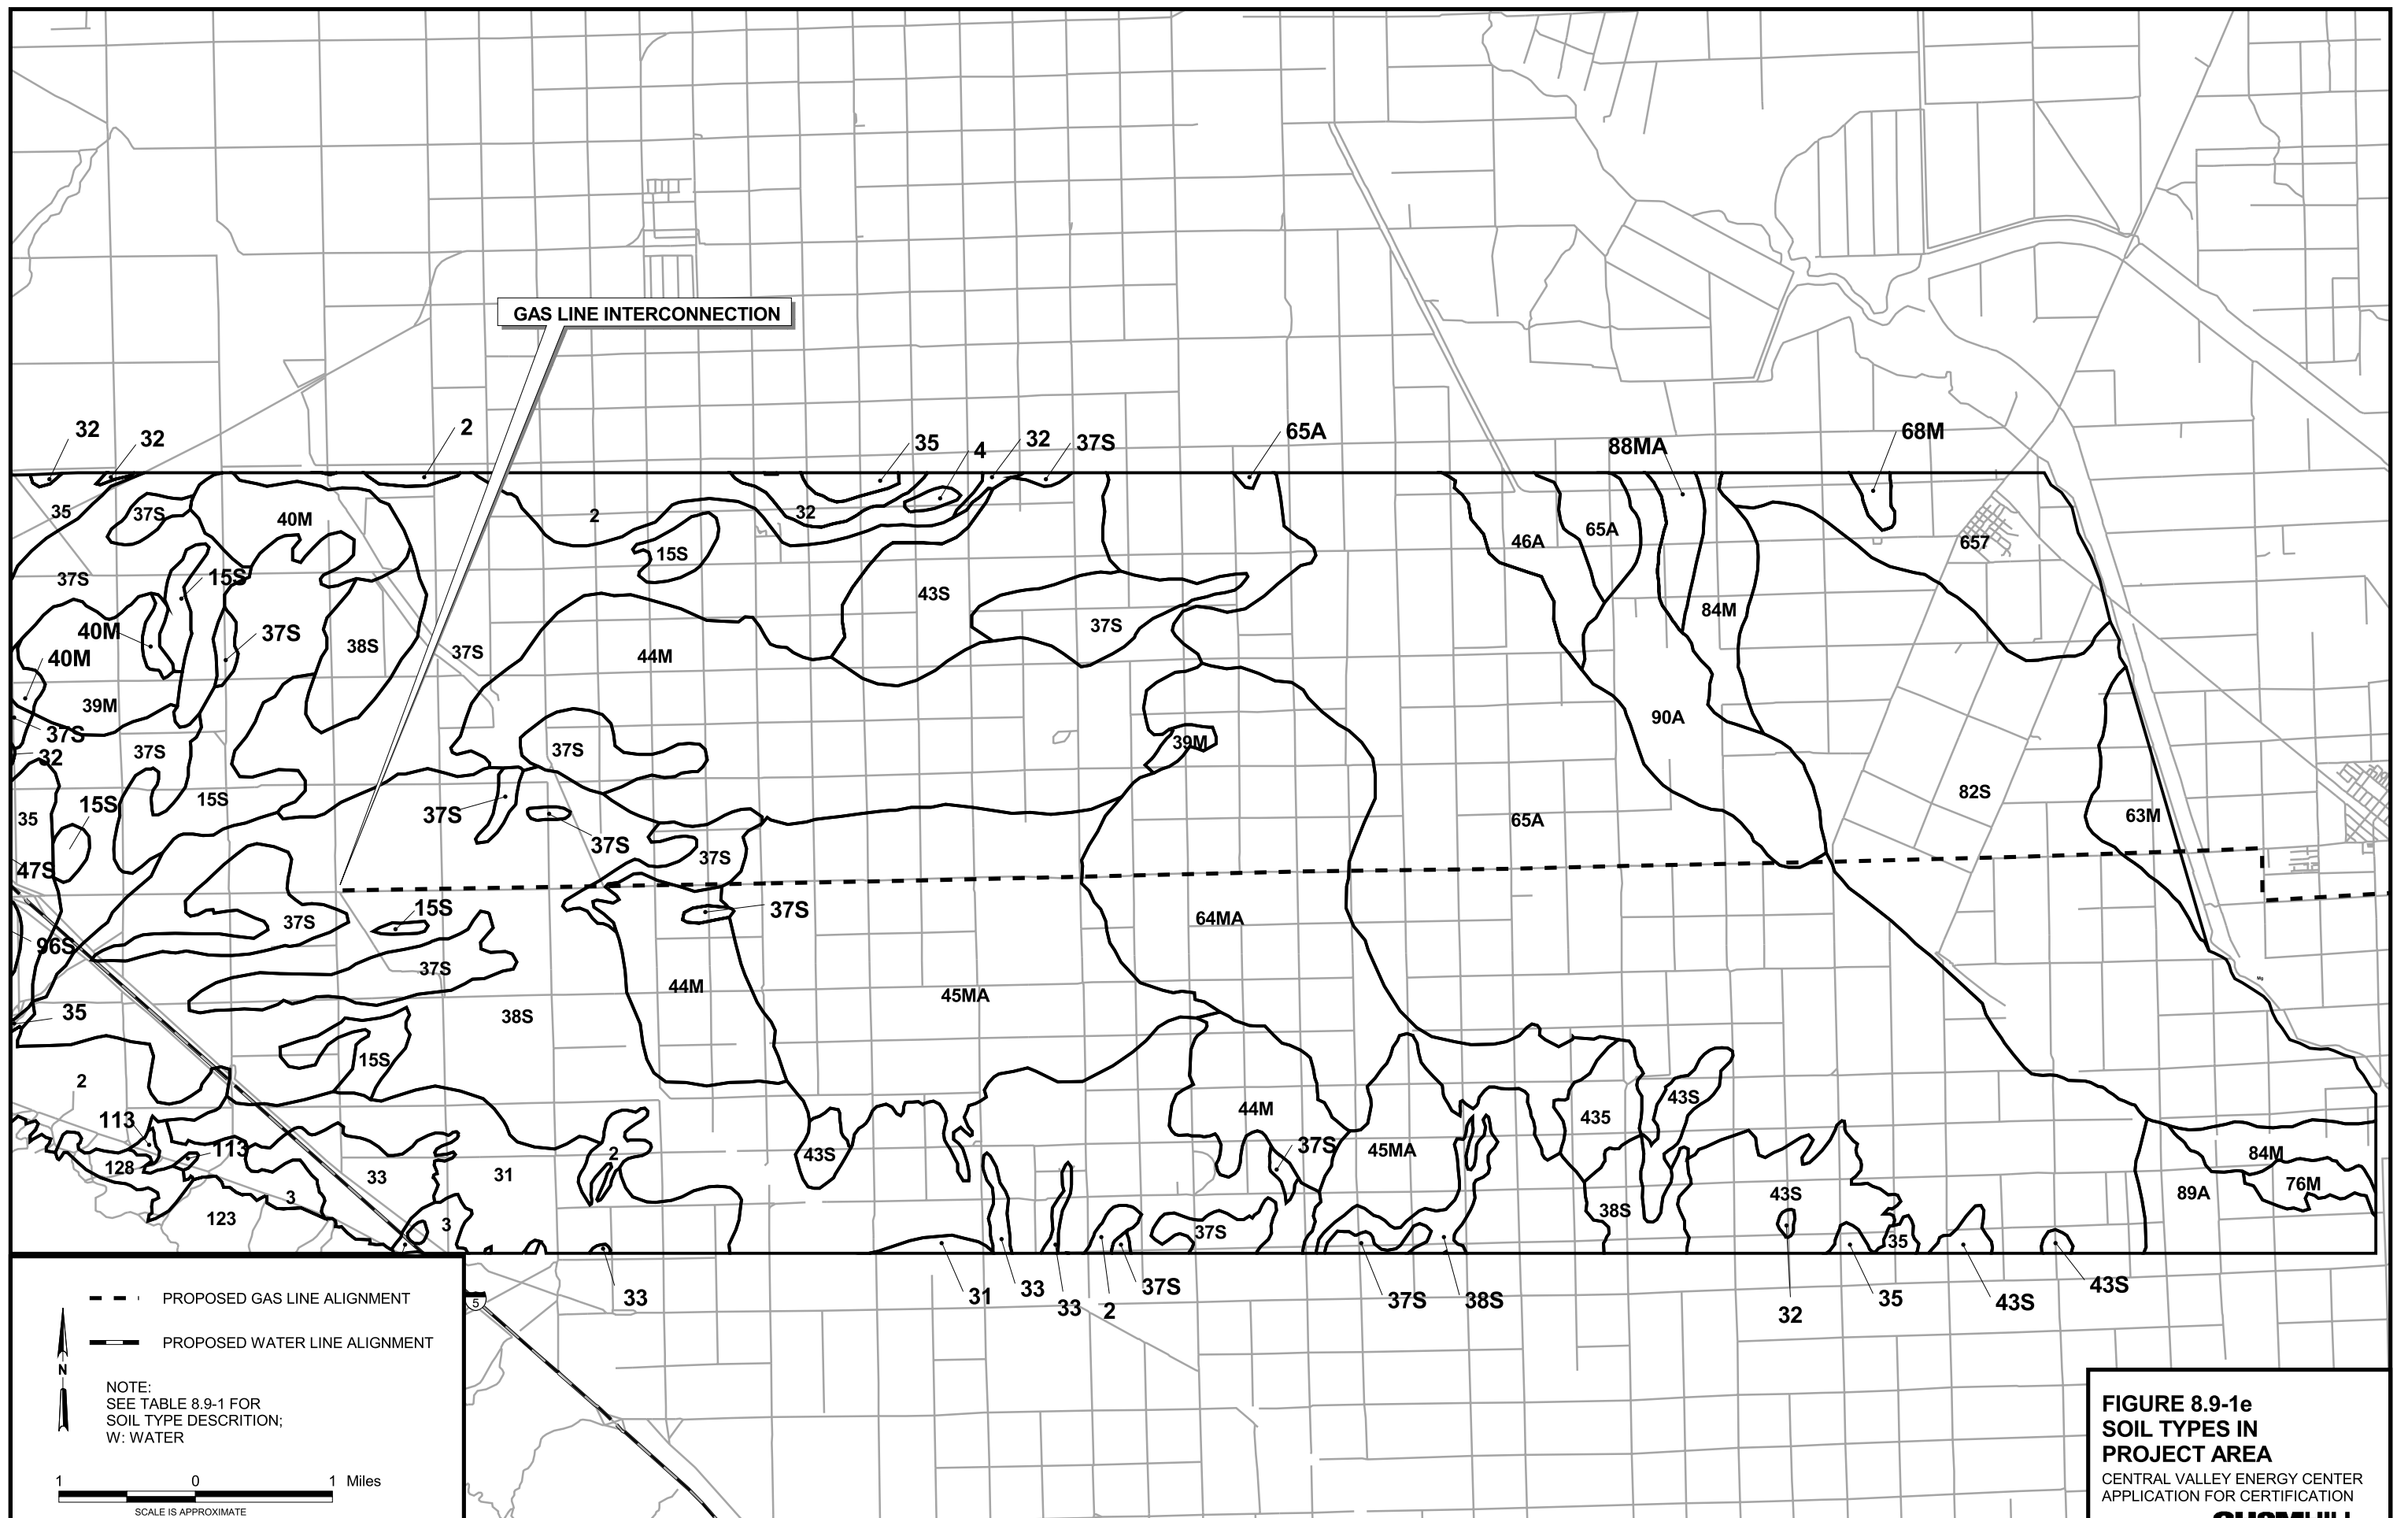 GAS LINE INTERCONNECTION
32
32
2
35
4
32
37S
65A
88MA
68M
35
37S
40M
2
32
15S
46A
65A
657
37S
15S
43S
37S
84M
40M
37S
38S
37S
44M
40M
39M
90A
37S
32
37S
37S
39M
15S
15S
35
37S
37S
37S
65A
82S
63M
47S
15S
37S
37S
64MA
96S
37S
44M
45MA
35
38S
15S
2
113
113
128
3
33
31
2
43S
44M
37S
45MA
435
43S
38S
43S
84M
76M
89A
123
3
37S
35
33
31
33
33
2
37S
37S
38S
32
35
43S
43S
5
PROPOSED GAS LINE ALIGNMENT
PROPOSED WATER LINE ALIGNMENT
N
NOTE:
SEE TABLE 8.9-1 FOR
SOIL TYPE DESCRITION;
W: WATER
1 0 1 Miles
SCALE IS APPROXIMATE
FIGURE 8.9-1e
SOIL TYPES IN
PROJECT AREA
CENTRAL VALLEY ENERGY CENTER
APPLICATION FOR CERTIFICATION